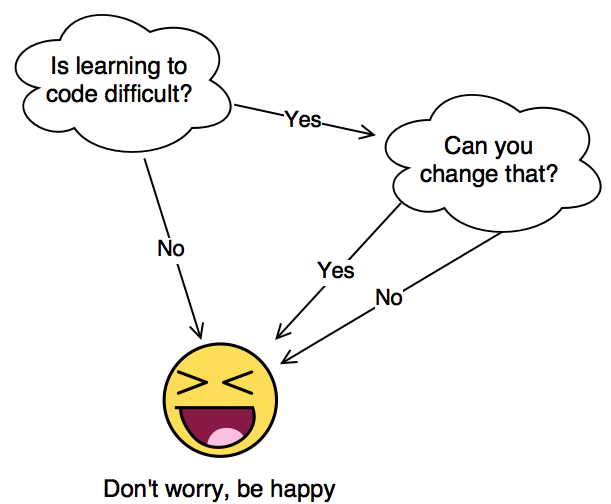 Is learning to
code difficult?
Yes
Can you
change that?
No
Yes
No
Don't worry, be happy